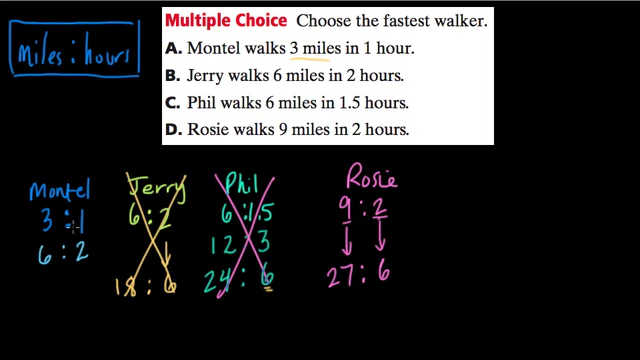 Multiple Choice Choose the fastest walker.
A. Montel walks 3 miles in 1 hour.
B. Jerry walks 6 miles in 2 hours.
C. Phil walks 6 miles in 1.5 hours.
D. Rosie walks 9 miles in 2 hours.
miles : hours
Montel
3 : 1
6 : 2
Jerry
6 : 2
18 : 6
Phil
6 : 1.5
12 : 3
24 : 6
Rosie
9 : 2
27 : 6